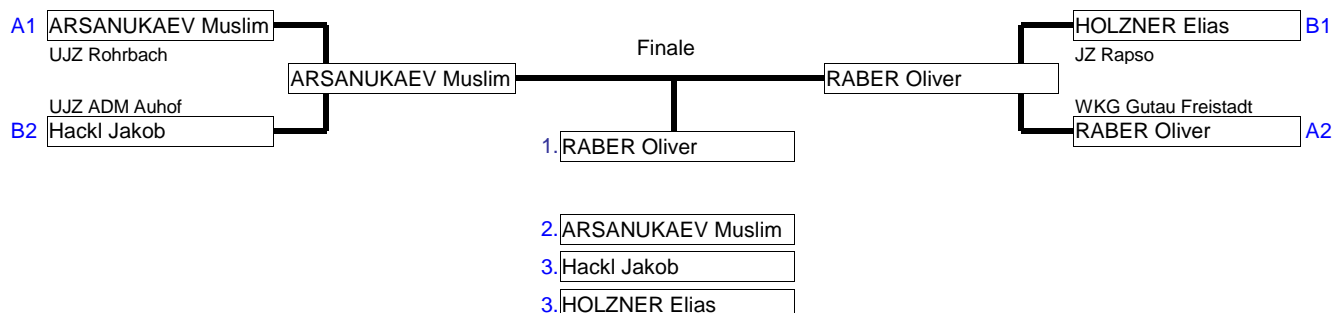 A1 ARSANUKAEV Muslim
UJZ Rohrbach
ARSANUKAEV Muslim
UJZ ADM Auhof
B2 Hackl Jakob
Finale
HOLZNER Elias B1
JZ Rapso
RABER Oliver
WKG Gutau Freistadt
RABER Oliver A2
1. RABER Oliver
2. ARSANUKAEV Muslim
3. Hackl Jakob
3. HOLZNER Elias